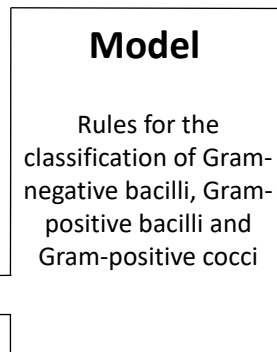 Model
Rules for the
classification of Gram-
negative bacilli, Gram-
positive bacilli and
Gram-positive cocci